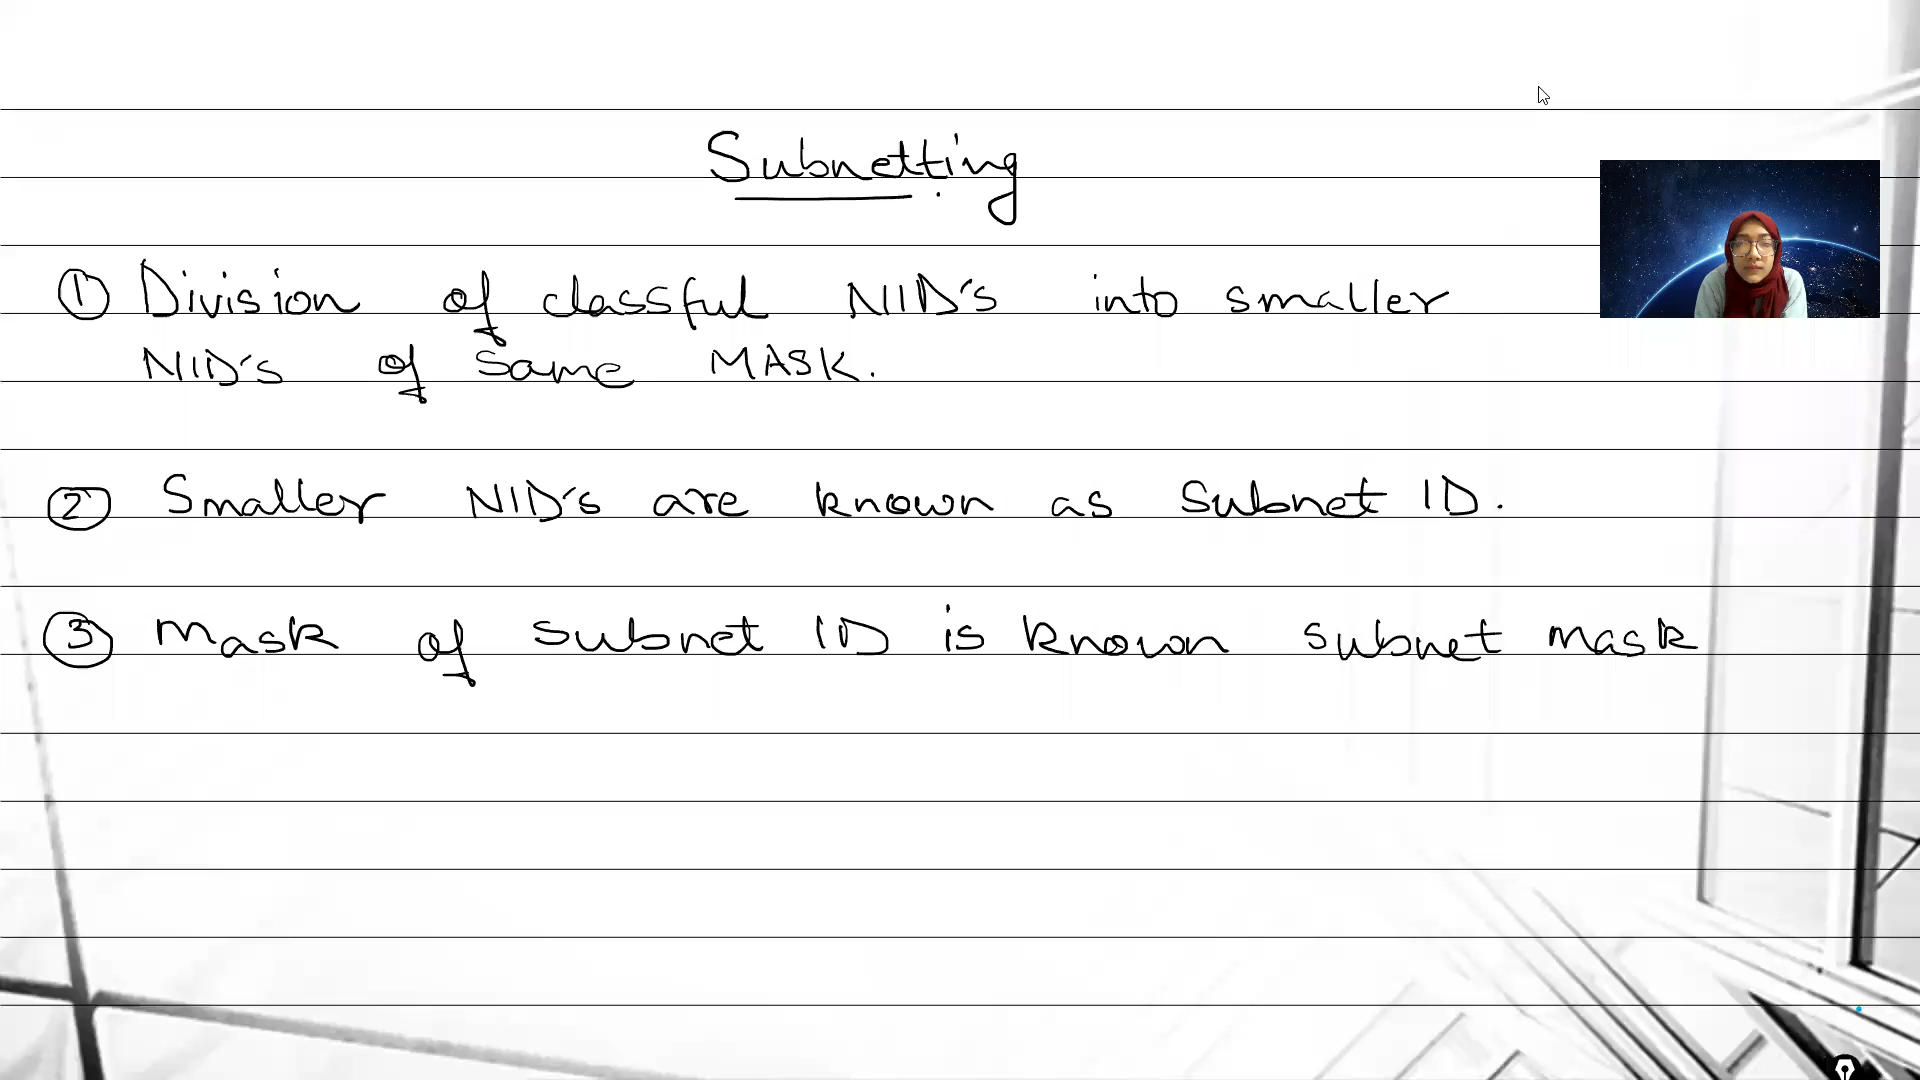 Subnetting
① Division of classful NID's into smaller
NID's of same MASK.
② Smaller NID's are known as Subnet ID.
③ Mask of subnet ID is known subnet mask